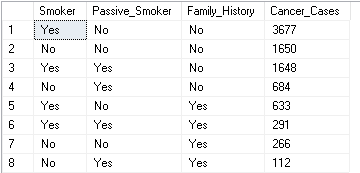 Smoker Passive_Smoker Family_History Cancer_Cases
1 Yes No No 3677
2 No No No 1650
3 Yes Yes No 1648
4 No Yes No 684
5 Yes No Yes 633
6 Yes Yes Yes 291
7 No No Yes 266
8 No Yes Yes 112